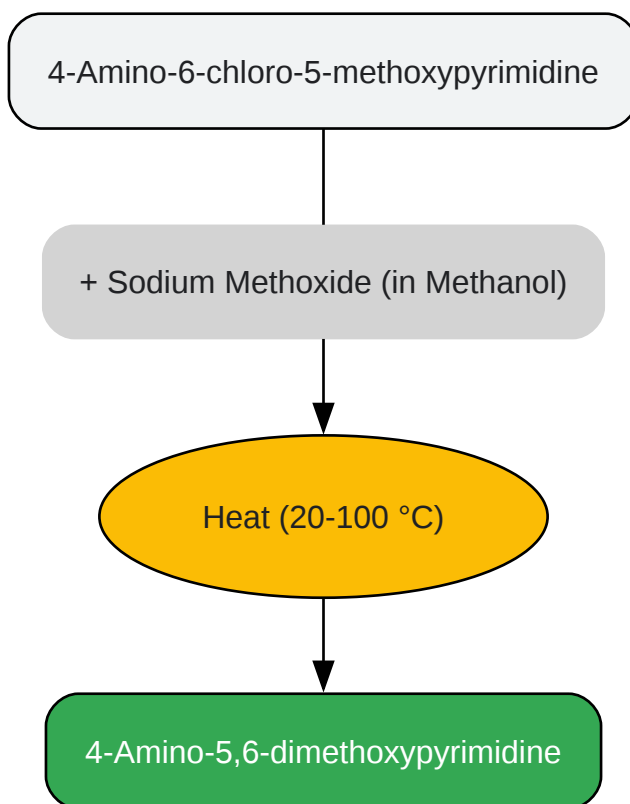 4-Amino-6-chloro-5-methoxypyrimidine
+ Sodium Methoxide (in Methanol)
Heat (20-100 °C)
4-Amino-5,6-dimethoxypyrimidine